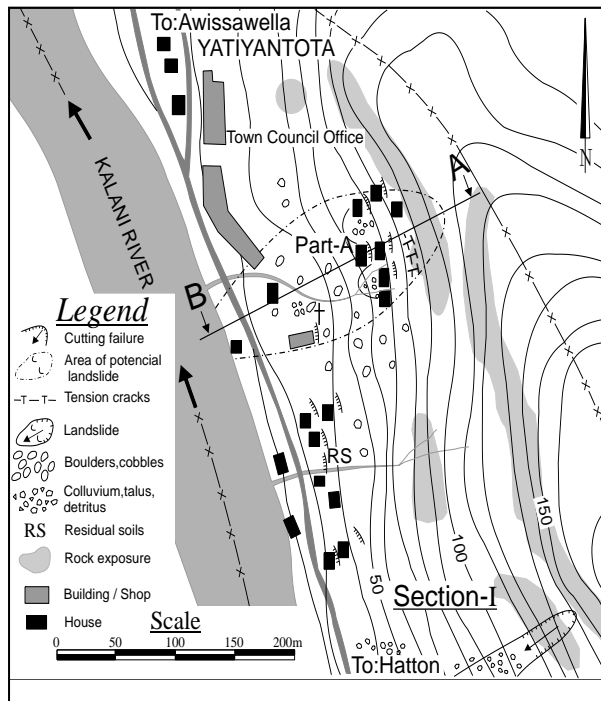 To:Awissawella
YATIYANTOTA
Town Council Office
KALANI RIVER
A
N
Part-A
T-T-T
B
Legend
Cutting failure
Area of potencial
landslide
-T- T- Tension cracks
Landslide
Boulders,cobbles
Colluvium,talus,
detritus
RS Residual soils
Rock exposure
Building / Shop
House
Scale
0 50 100 150 200m
RS
50
100
150
Section-I
To:Hatton